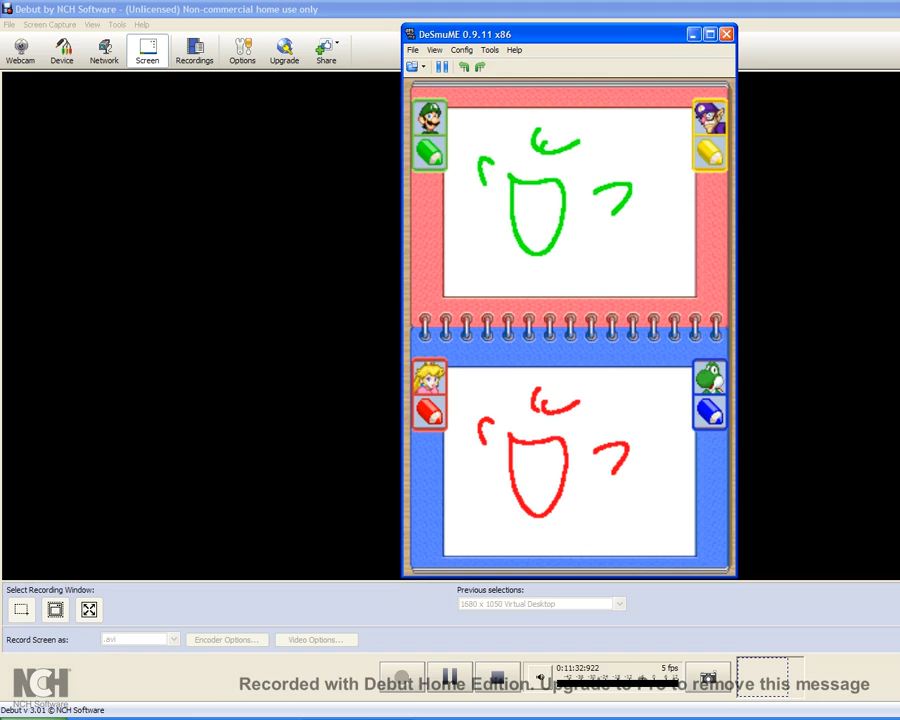 Debut by NCH Software - (Unlicensed) Non-commercial home use only
File Screen Capture View Tools Help
Webcam Device Network Screen Recordings Options Upgrade Share
DeSmuME 0.9.11 x86
File View Config Tools Help
Select Recording Window:
Previous selections:
1680 x 1050 Virtual Desktop
Record Screen as:
.avi
Encoder Options...
Video Options...
0:11:32:922
5 fps
Recorded with Debut Home Edition. Upgrade to Pro to remove this message
NCH
NCH Software
Debut v 3.01 © NCH Software